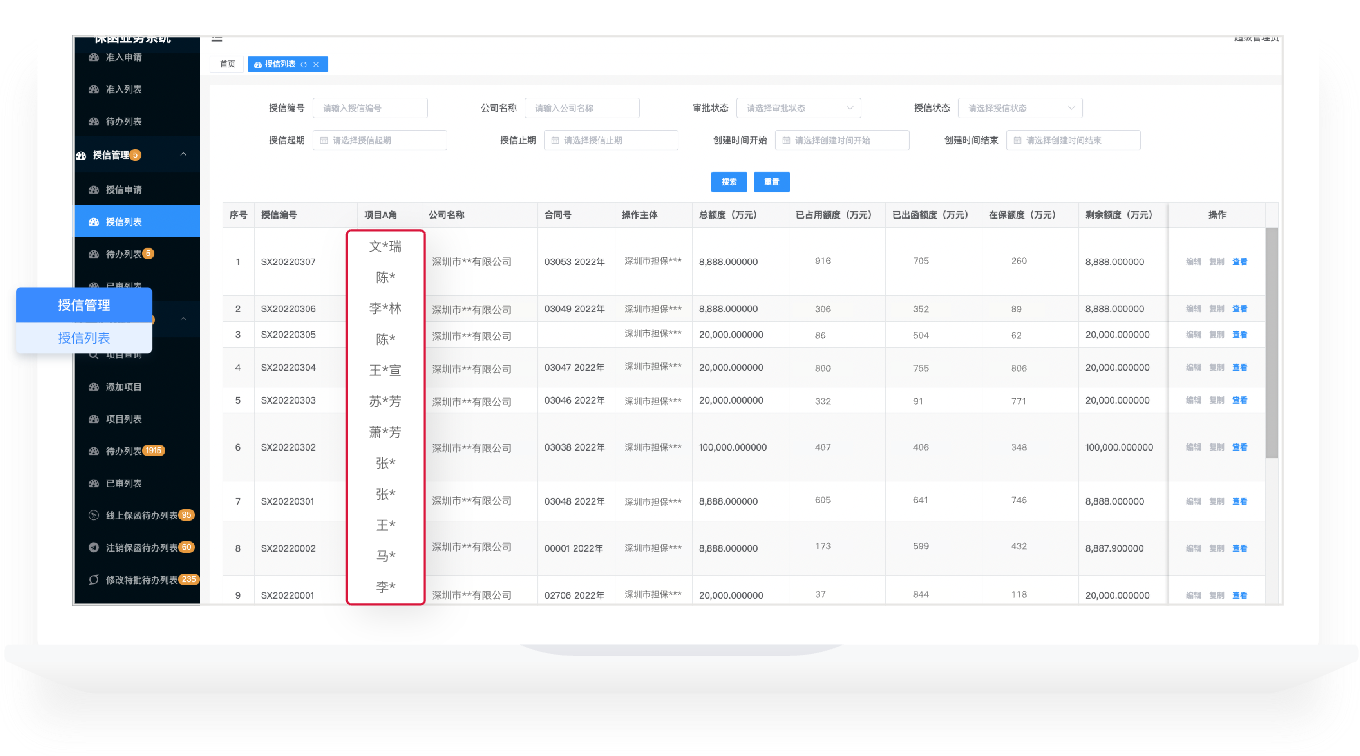 保函业务系统
超级管理员
准入申请
首页
授信列表
准入列表
待办列表
授信编号 请输入授信编号 公司名称 请输入公司名称 审批状态 请选择审批状态 授信状态 请选择授信状态
授信起期 请选择授信起期 授信止期 请选择授信止期 创建时间开始 请选择创建时间开始 创建时间结束 请选择创建时间结束
授信管理 5
搜索 重置
授信申请
授信列表
待办列表 5
已审列表
授信管理
授信列表
项目查询
添加项目
项目列表
待办列表 1915
已审列表
线上保函待办列表 95
注销保函待办列表 60
修改特批待办列表 235
序号 授信编号 项目A角 公司名称 合同号 操作主体 总额度（万元） 已占用额度（万元） 已出函额度（万元） 在保额度（万元） 剩余额度（万元） 操作
文*瑞
陈*
李*林
陈*
王*宣
苏*芳
萧*芳
张*
张*
王*
马*
李*
1 SX20220307 深圳市**有限公司 03053 2022年 深圳市担保*** 8,888.000000 916 705 260 8,888.000000 编辑 复制 查看
2 SX20220306 深圳市**有限公司 03049 2022年 深圳市担保*** 8,888.000000 306 352 89 8,888.000000 编辑 复制 查看
3 SX20220305 深圳市**有限公司 深圳市担保*** 20,000.000000 86 504 62 20,000.000000 编辑 复制 查看
4 SX20220304 深圳市**有限公司 03047 2022年 深圳市担保*** 20,000.000000 800 755 806 20,000.000000 编辑 复制 查看
5 SX20220303 深圳市**有限公司 03046 2022年 深圳市担保*** 20,000.000000 332 91 771 20,000.000000 编辑 复制 查看
6 SX20220302 深圳市**有限公司 03038 2022年 深圳市担保*** 100,000.000000 407 406 348 100,000.000000 编辑 复制 查看
7 SX20220301 深圳市**有限公司 03048 2022年 深圳市担保*** 8,888.000000 605 641 746 8,888.000000 编辑 复制 查看
8 SX20220002 深圳市**有限公司 00001 2022年 深圳市担保*** 8,888.000000 173 599 432 8,887.900000 编辑 复制 查看
9 SX20220001 深圳市**有限公司 02706 2022年 深圳市担保*** 20,000.000000 37 844 118 20,000.000000 编辑 复制 查看